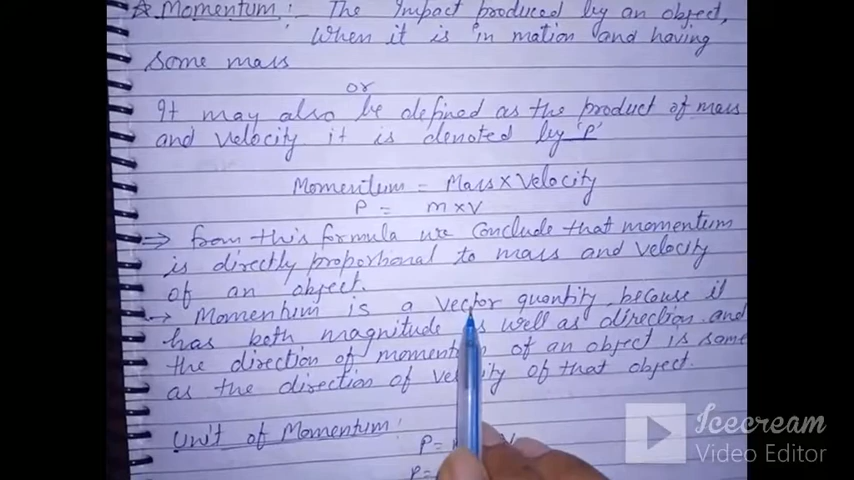 ☆ Momentum :- The Impact produced by an object,
When it is in mation and having
some mass
or
It may also be defined as the product of mass
and velocity it is denoted by 'P'
Momentum = Mass x Velocity
P = m x V
⇒ from this formula we conclude that momentum
is directly proportional to mass and velocity
of an object.
→ Momentum is a vector quantity because it
has both magnitude as well as direction and
the direction of momentum of an object is same
as the direction of velocity of that object.
Unit of Momentum :
P = V
P =
Icecream
Video Editor